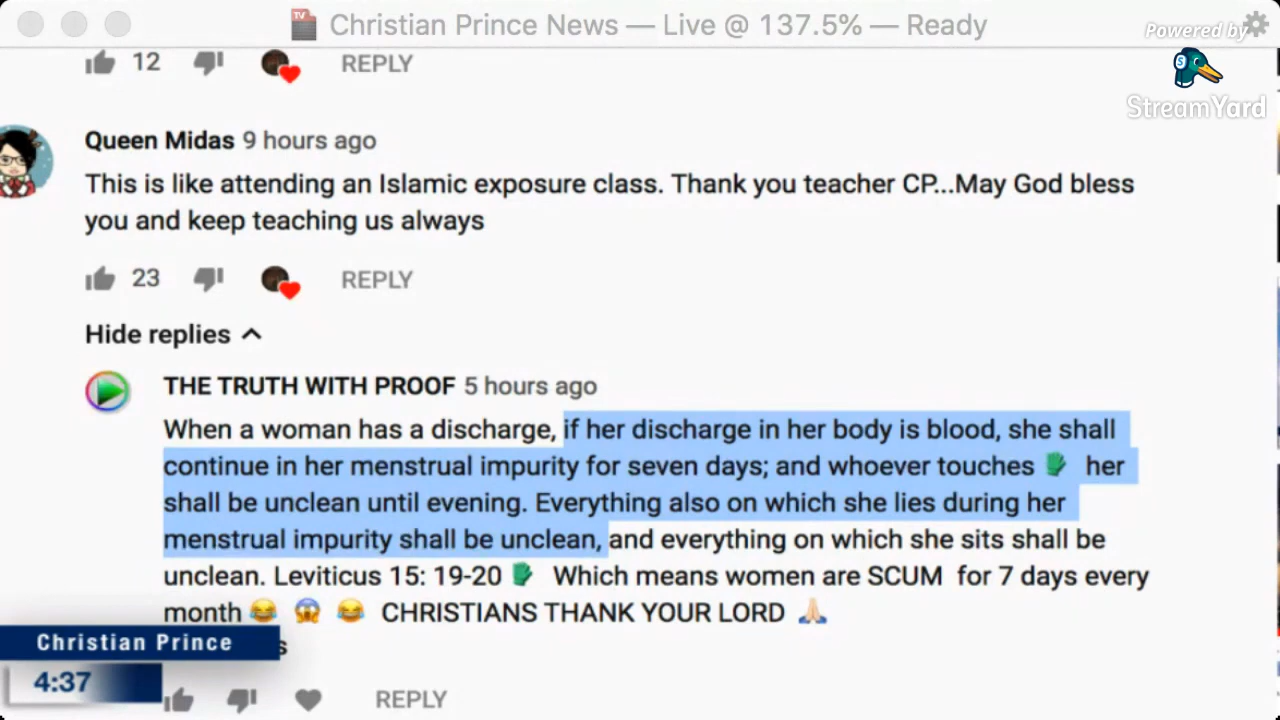 TV
Christian Prince News — Live @ 137.5% — Ready
Powered by
StreamYard
12 REPLY
Queen Midas 9 hours ago
This is like attending an Islamic exposure class. Thank you teacher CP...May God bless
you and keep teaching us always
23 REPLY
Hide replies
THE TRUTH WITH PROOF 5 hours ago
When a woman has a discharge, if her discharge in her body is blood, she shall
continue in her menstrual impurity for seven days; and whoever touches her
shall be unclean until evening. Everything also on which she lies during her
menstrual impurity shall be unclean, and everything on which she sits shall be
unclean. Leviticus 15: 19-20 Which means women are SCUM for 7 days every
month 😂 😱 😂 CHRISTIANS THANK YOUR LORD 🙏🏻
Christian Prince
4:37
REPLY